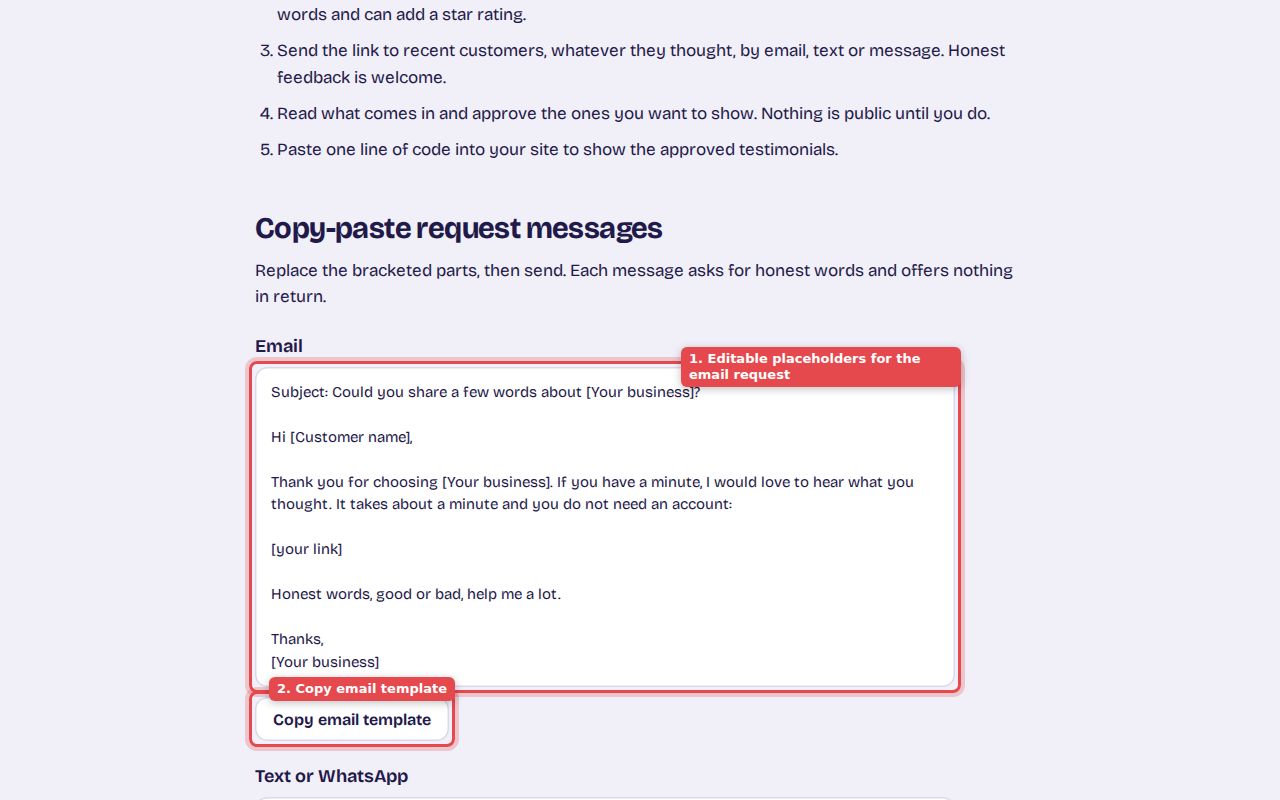 words and can add a star rating.
3. Send the link to recent customers, whatever they thought, by email, text or message. Honest
feedback is welcome.
4. Read what comes in and approve the ones you want to show. Nothing is public until you do.
5. Paste one line of code into your site to show the approved testimonials.
Copy-paste request messages
Replace the bracketed parts, then send. Each message asks for honest words and offers nothing
in return.
Email
1. Editable placeholders for the
email request
Subject: Could you share a few words about [Your business]?
Hi [Customer name],
Thank you for choosing [Your business]. If you have a minute, I would love to hear what you
thought. It takes about a minute and you do not need an account:
[your link]
Honest words, good or bad, help me a lot.
Thanks,
[Your business]
2. Copy email template
Copy email template
Text or WhatsApp